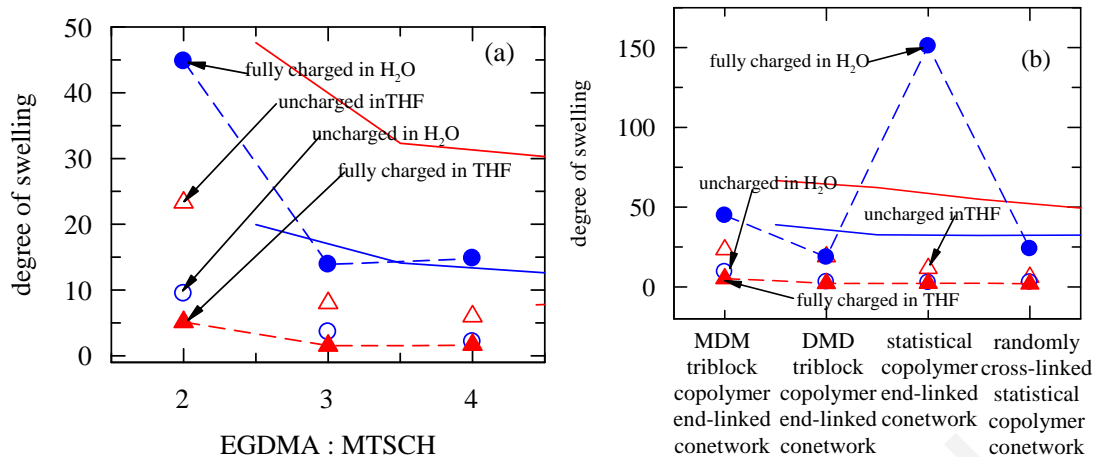 50
40
30
20
10
0
degree of swelling
(a)
fully charged in H2O
uncharged inTHF
uncharged in H2O
fully charged in THF
2
3
4
EGDMA : MTSCH
150
100
50
0
degree of swelling
(b)
fully charged in H2O
uncharged in H2O
uncharged inTHF
fully charged in THF
MDM
triblock
copolymer
end-linked
conetwork
DMD
triblock
copolymer
end-linked
conetwork
statistical
copolymer
end-linked
conetwork
randomly
cross-linked
statistical
copolymer
conetwork